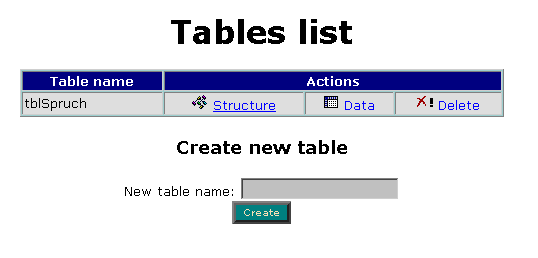 Tables list
Table name Actions
tblSpruch Structure Data ! Delete
Create new table
New table name:
Create